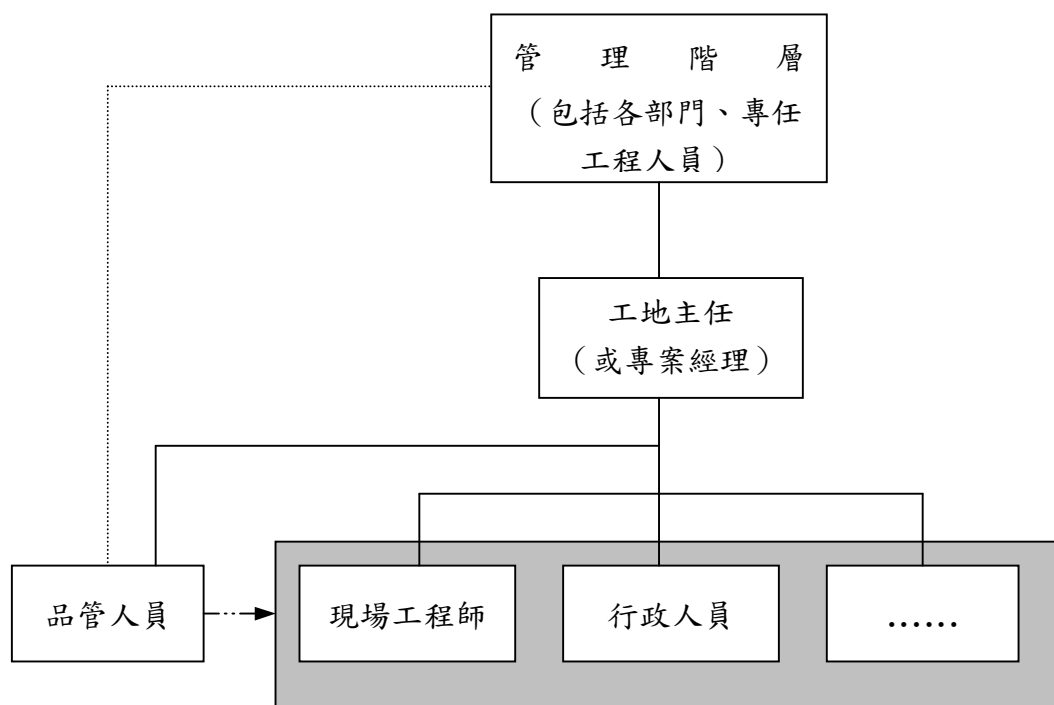 管理階層
（包括各部門、專任
工程人員）
工地主任
（或專案經理）
品管人員
現場工程師
行政人員
......